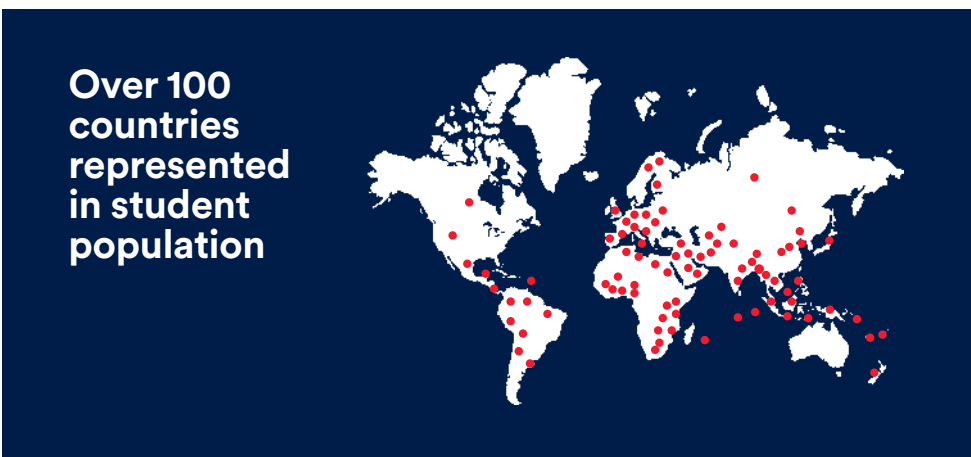 Over 100
countries
represented
in student
population